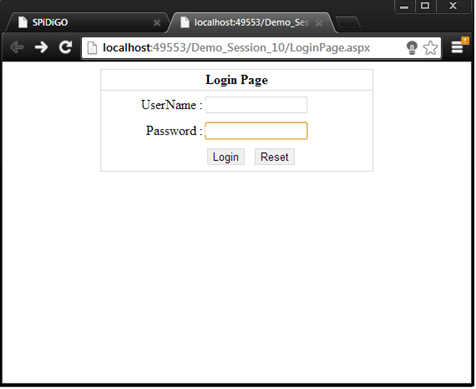 SPiDiGO
localhost:49553/Demo_Ses
localhost:49553/Demo_Session_10/LoginPage.aspx
Login Page
UserName :
Password :
Login Reset